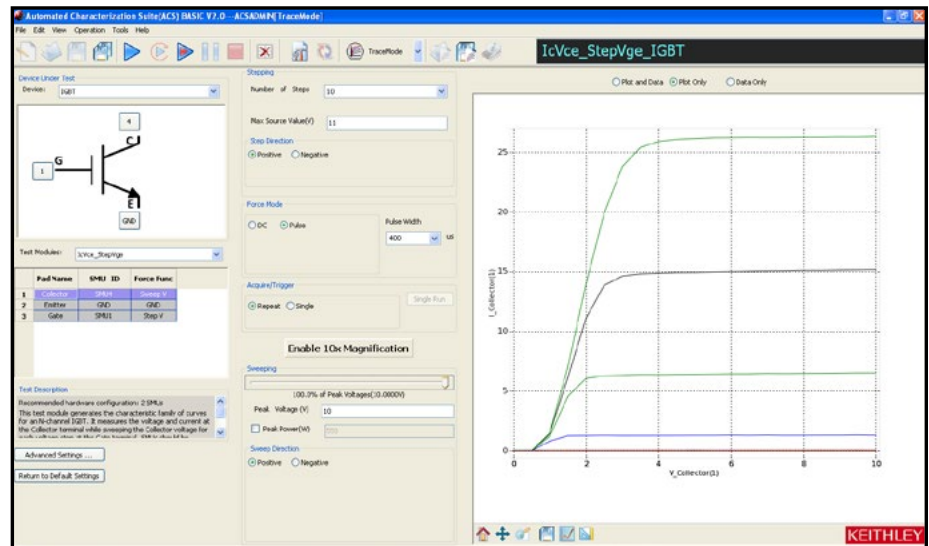 Automated Characterization Suite(ACS) BASIC V2.0---ACSADMIN[TraceMode]
File Edit View Operation Tools Help
TraceMode
IcVce_StepVge_IGBT
Device Under Test
Device: IGBT
4
C
1
G
E
GND
Test Modules: IcVce_StepVge
Pad Name SMU ID Force Func
1 Collector SMU4 Sweep V
2 Emitter GND GND
3 Gate SMU1 Step V
Test Description
Recommended hardware configuration: 2 SMUs
This test module generates the characteristic family of curves
for an N-channel IGBT. It measures the voltage and current at
the Collector terminal while sweeping the Collector voltage for
Advanced Settings ...
Return to Default Settings
Stepping
Number of Steps 10
Max Source Value(V) 11
Step Direction
Positive Negative
Force Mode
DC Pulse
Pulse Width
400 us
Acquire/Trigger
Repeat Single
Single Run
Enable 10x Magnification
Sweeping
100.0% of Peak Voltages(10.0000V)
Peak Voltage (V) 10
Peak Power(W)
Sweep Direction
Positive Negative
Plot and Data Plot Only Data Only
25
20
15
10
5
0
I_Collector(1)
0 2 4 6 8 10
V_Collector(1)
KEITHLEY